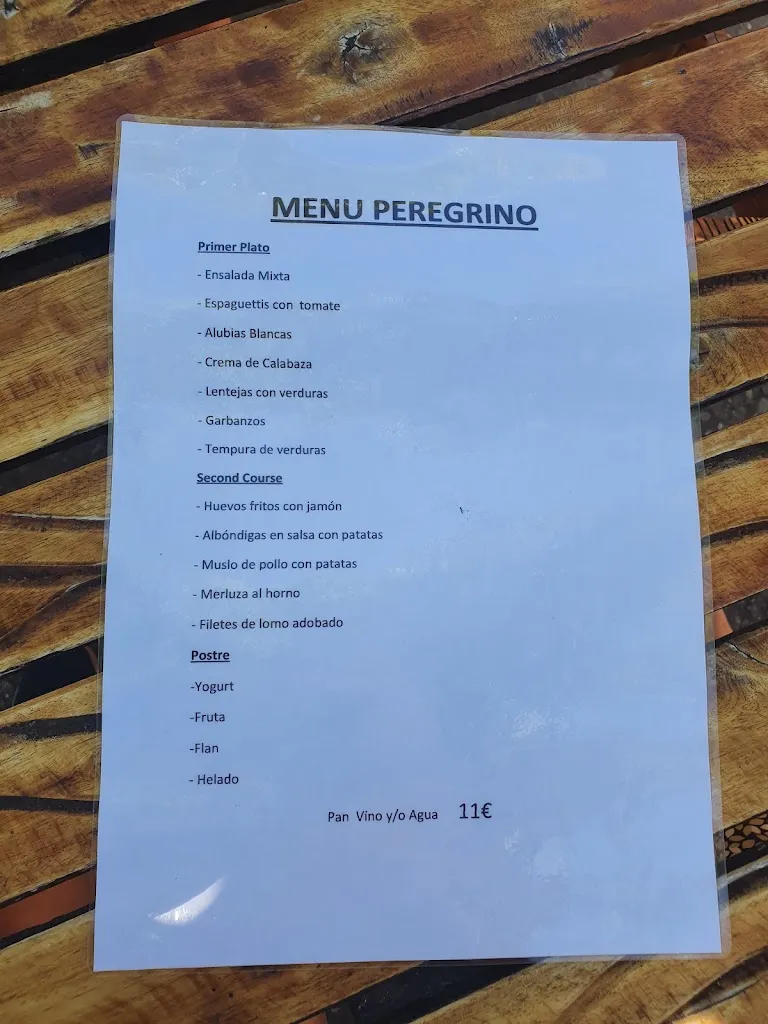 MENU PEREGRINO
Primer Plato
- Ensalada Mixta
- Espaguettis con tomate
- Alubias Blancas
- Crema de Calabaza
- Lentejas con verduras
- Garbanzos
- Tempura de verduras
Second Course
- Huevos fritos con jamón
- Albóndigas en salsa con patatas
- Muslo de pollo con patatas
- Merluza al horno
- Filetes de lomo adobado
Postre
-Yogurt
-Fruta
-Flan
- Helado
Pan Vino y/o Agua 11€